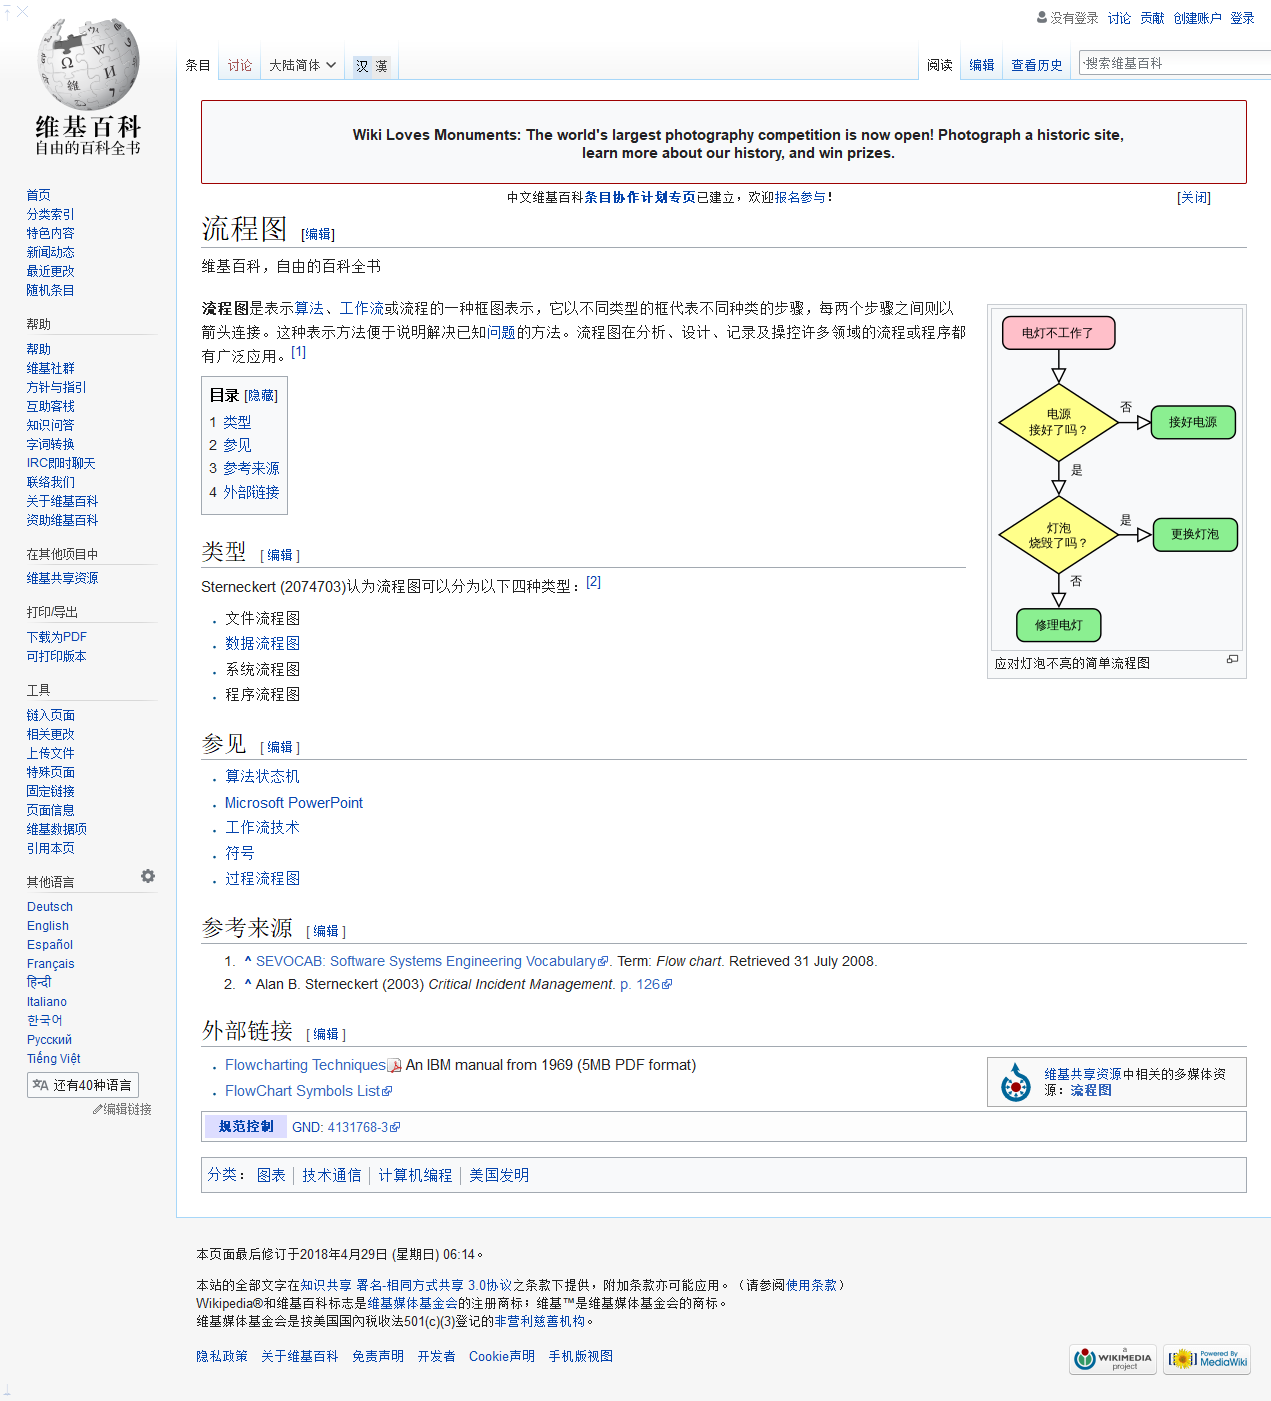 没有登录 讨论 贡献 创建账户 登录
条目 讨论 大陆简体 汉 漢 阅读 编辑 查看历史 搜索维基百科
维基百科
自由的百科全书
Wiki Loves Monuments: The world's largest photography competition is now open! Photograph a historic site,
learn more about our history, and win prizes.
中文维基百科条目协作计划专页已建立，欢迎报名参与！ [关闭]
流程图 [编辑]
维基百科，自由的百科全书
流程图是表示算法、工作流或流程的一种框图表示，它以不同类型的框代表不同种类的步骤，每两个步骤之间则以
箭头连接。这种表示方法便于说明解决已知问题的方法。流程图在分析、设计、记录及操控许多领域的流程或程序都
有广泛应用。[1]
目录 [隐藏]
1 类型
2 参见
3 参考来源
4 外部链接
电灯不工作了
电源
接好了吗？
否
接好电源
是
灯泡
烧毁了吗？
是
更换灯泡
否
修理电灯
应对灯泡不亮的简单流程图
类型 [ 编辑 ]
Sterneckert (2074703)认为流程图可以分为以下四种类型：[2]
文件流程图
数据流程图
系统流程图
程序流程图
参见 [ 编辑 ]
算法状态机
Microsoft PowerPoint
工作流技术
符号
过程流程图
参考来源 [ 编辑 ]
1. ^ SEVOCAB: Software Systems Engineering Vocabulary. Term: Flow chart. Retrieved 31 July 2008.
2. ^ Alan B. Sterneckert (2003) Critical Incident Management. p. 126
外部链接 [ 编辑 ]
Flowcharting Techniques An IBM manual from 1969 (5MB PDF format)
FlowChart Symbols List
维基共享资源中相关的多媒体资
源：流程图
规范控制 GND: 4131768-3
分类： 图表 技术通信 计算机编程 美国发明
首页
分类索引
特色内容
新闻动态
最近更改
随机条目
帮助
帮助
维基社群
方针与指引
互助客栈
知识问答
字词转换
IRC即时聊天
联络我们
关于维基百科
资助维基百科
在其他项目中
维基共享资源
打印/导出
下载为PDF
可打印版本
工具
链入页面
相关更改
上传文件
特殊页面
固定链接
页面信息
维基数据项
引用本页
其他语言
Deutsch
English
Español
Français
हिन्दी
Italiano
한국어
Русский
Tiếng Việt
还有40种语言
编辑链接
本页面最后修订于2018年4月29日 (星期日) 06:14。
本站的全部文字在知识共享 署名-相同方式共享 3.0协议之条款下提供，附加条款亦可能应用。（请参阅使用条款）
Wikipedia®和维基百科标志是维基媒体基金会的注册商标；维基™是维基媒体基金会的商标。
维基媒体基金会是按美国国內税收法501(c)(3)登记的非营利慈善机构。
隐私政策 关于维基百科 免责声明 开发者 Cookie声明 手机版视图
a
WIKIMEDIA
project
Powered By
MediaWiki